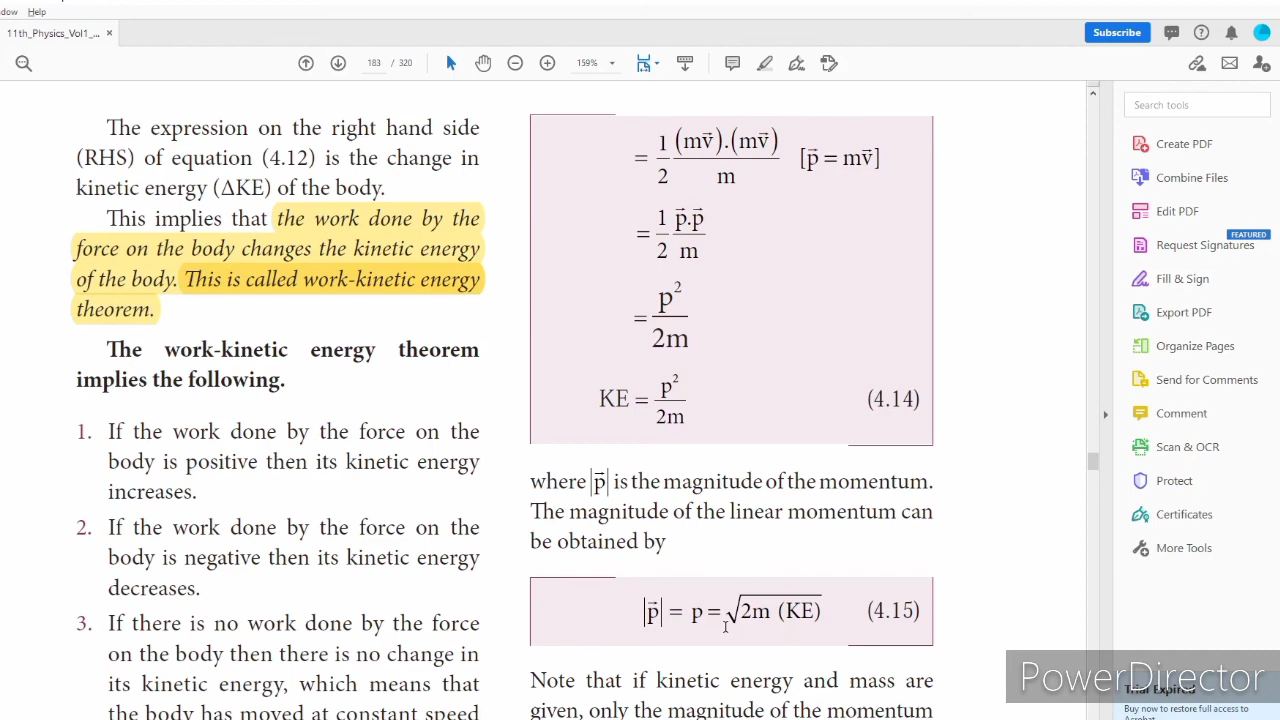 dow Help
11th_Physics_Vol1_... ×
Subscribe
183 / 320
159%
The expression on the right hand side
(RHS) of equation (4.12) is the change in
kinetic energy (ΔKE) of the body.
This implies that the work done by the
force on the body changes the kinetic energy
of the body. This is called work-kinetic energy
theorem.
The work-kinetic energy theorem
implies the following.
1. If the work done by the force on the
body is positive then its kinetic energy
increases.
2. If the work done by the force on the
body is negative then its kinetic energy
decreases.
3. If there is no work done by the force
on the body then there is no change in
its kinetic energy, which means that
the body has moved at constant speed
= 1/2 (mv⃗).(mv⃗)/m [p⃗ = mv⃗]
= 1/2 p⃗.p⃗/m
= p²/2m
KE = p²/2m (4.14)
where |p⃗| is the magnitude of the momentum.
The magnitude of the linear momentum can
be obtained by
|p⃗| = p = √2m (KE) (4.15)
Note that if kinetic energy and mass are
given, only the magnitude of the momentum
Search tools
Create PDF
Combine Files
Edit PDF
FEATURED
Request Signatures
Fill & Sign
Export PDF
Organize Pages
Send for Comments
Comment
Scan & OCR
Protect
Certificates
More Tools
PowerDirector
Trial Expired
Buy now to restore full access to
Acrobat